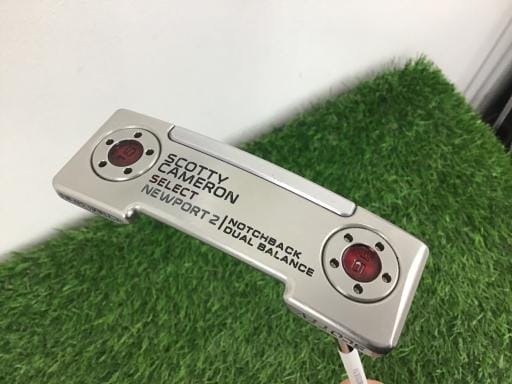 SCOTTY
CAMERON
SELECT
NEWPORT 2
NOTCHBACK
DUAL BALANCE